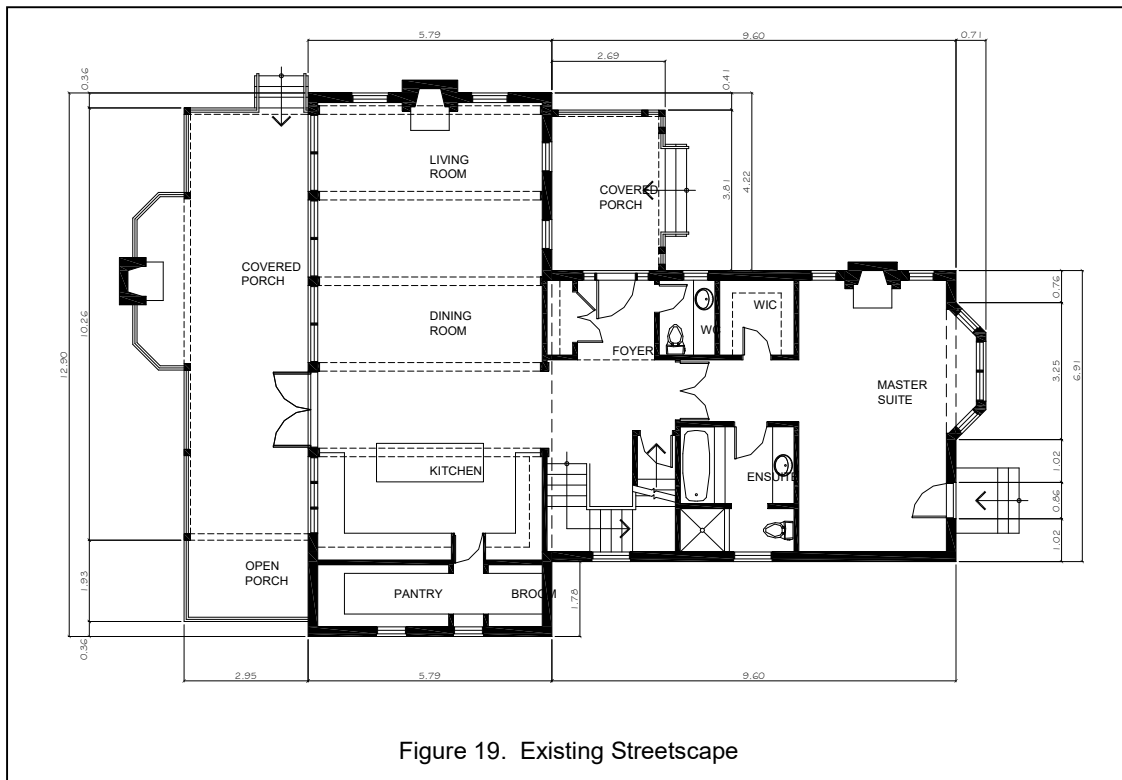 5.79
9.60
0.71
0.36
2.69
0.41
LIVING
ROOM
COVERED
PORCH
3.81
4.22
COVERED
PORCH
DINING
ROOM
FOYER
WC
WIC
0.76
10.26
12.90
MASTER
SUITE
3.25
6.91
KITCHEN
ENSUITE
1.02
0.86
1.02
OPEN
PORCH
PANTRY
BROOM
1.93
1.78
0.36
2.95
5.79
9.60
Figure 19. Existing Streetscape